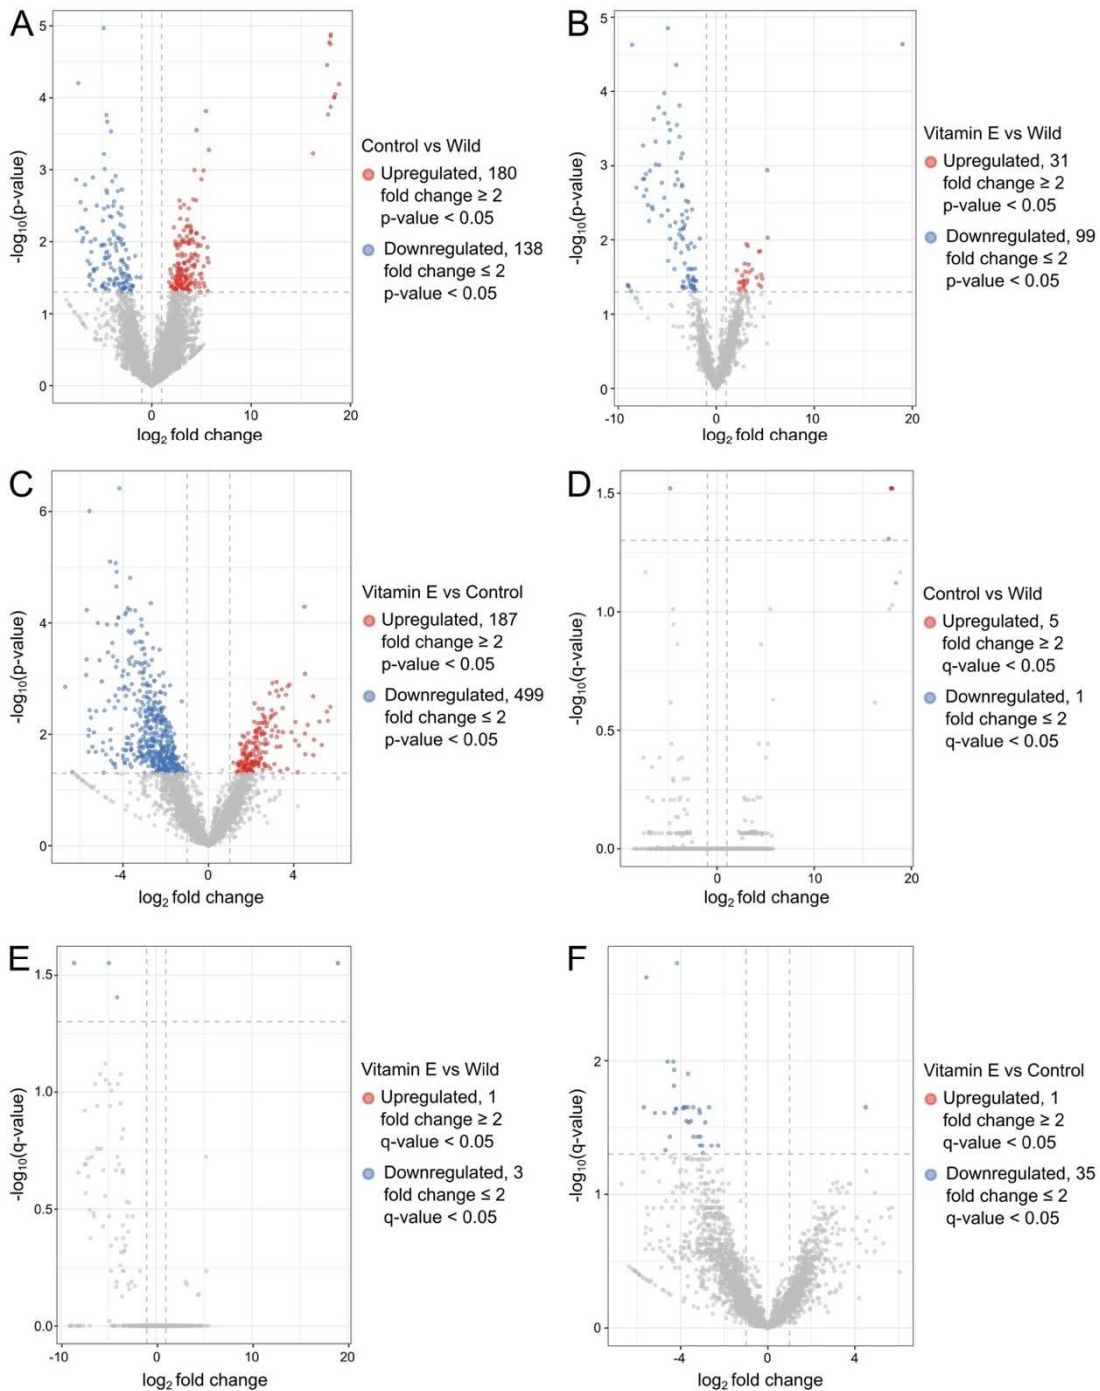 A
5
4
3
2
1
0
-log10(p-value)
0
10
20
log2 fold change
Control vs Wild
Upregulated, 180
fold change ≥ 2
p-value < 0.05
Downregulated, 138
fold change ≤ 2
p-value < 0.05
B
5
4
3
2
1
0
-log10(p-value)
-10
0
10
20
log2 fold change
Vitamin E vs Wild
Upregulated, 31
fold change ≥ 2
p-value < 0.05
Downregulated, 99
fold change ≤ 2
p-value < 0.05
C
6
4
2
0
-log10(p-value)
-4
0
4
log2 fold change
Vitamin E vs Control
Upregulated, 187
fold change ≥ 2
p-value < 0.05
Downregulated, 499
fold change ≤ 2
p-value < 0.05
D
1.5
1.0
0.5
0.0
-log10(q-value)
0
10
20
log2 fold change
Control vs Wild
Upregulated, 5
fold change ≥ 2
q-value < 0.05
Downregulated, 1
fold change ≤ 2
q-value < 0.05
E
1.5
1.0
0.5
0.0
-log10(q-value)
-10
0
10
20
log2 fold change
Vitamin E vs Wild
Upregulated, 1
fold change ≥ 2
q-value < 0.05
Downregulated, 3
fold change ≤ 2
q-value < 0.05
F
2
1
0
-log10(q-value)
-4
0
4
log2 fold change
Vitamin E vs Control
Upregulated, 1
fold change ≥ 2
q-value < 0.05
Downregulated, 35
fold change ≤ 2
q-value < 0.05